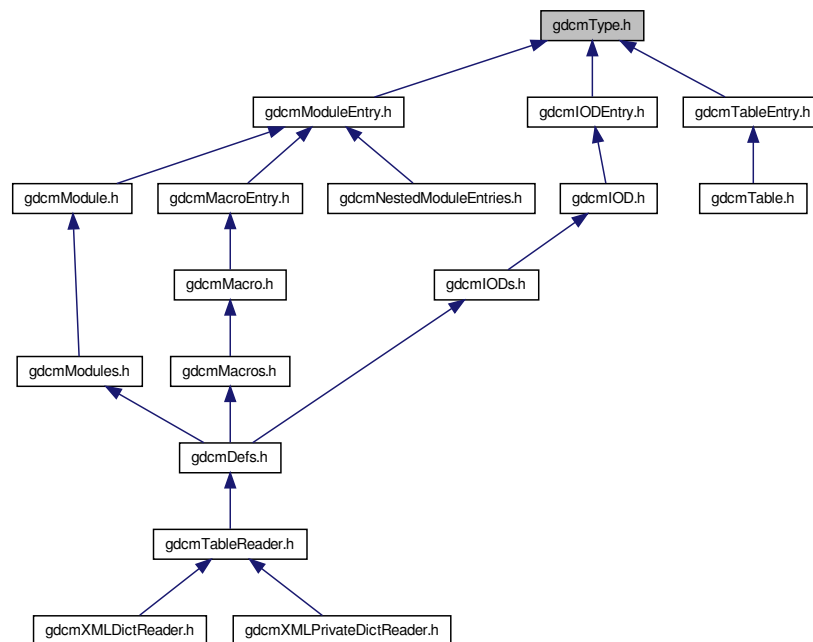 gdcmType.h
gdcmModuleEntry.h
gdcmIODEntry.h
gdcmTableEntry.h
gdcmModule.h
gdcmMacroEntry.h
gdcmNestedModuleEntries.h
gdcmIOD.h
gdcmTable.h
gdcmMacro.h
gdcmIODs.h
gdcmModules.h
gdcmMacros.h
gdcmDefs.h
gdcmTableReader.h
gdcmXMLDictReader.h
gdcmXMLPrivateDictReader.h